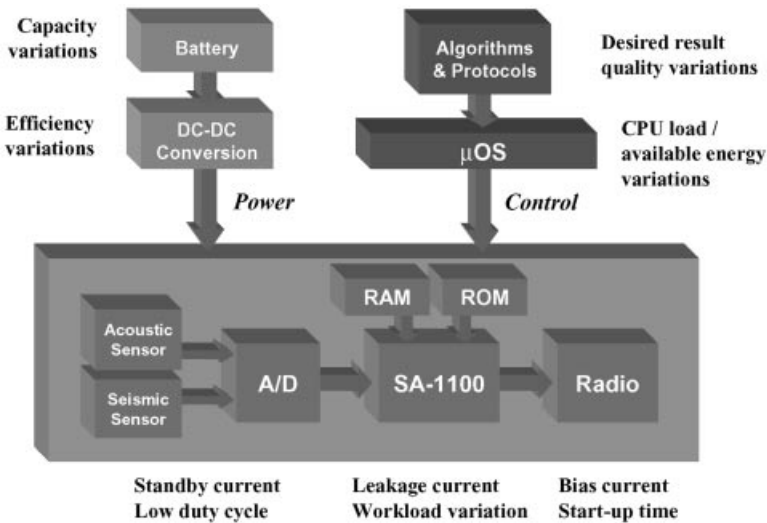 Capacity
variations
Battery
Algorithms
& Protocols
Desired result
quality variations
Efficiency
variations
DC-DC
Conversion
μOS
CPU load /
available energy
variations
Power
Control
RAM
ROM
Acoustic
Sensor
Seismic
Sensor
A/D
SA-1100
Radio
Standby current
Low duty cycle
Leakage current
Workload variation
Bias current
Start-up time